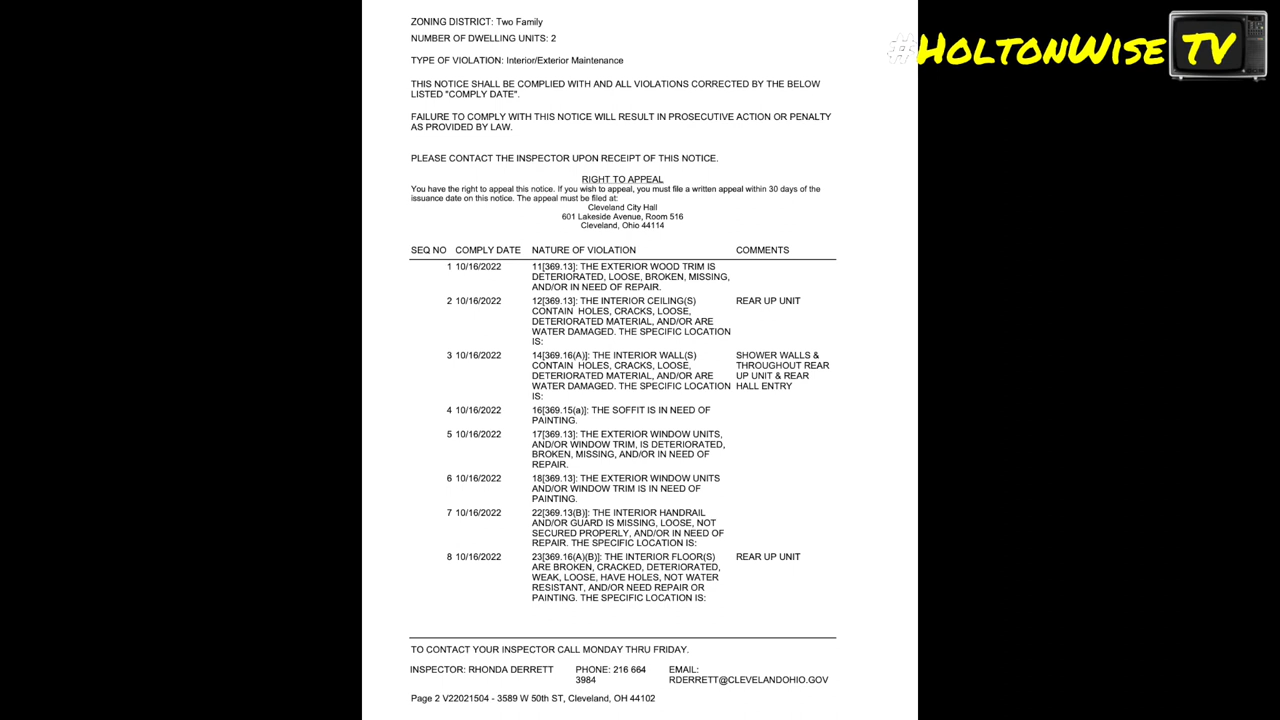 ZONING DISTRICT: Two Family
NUMBER OF DWELLING UNITS: 2
#HOLTONWISE TV
TYPE OF VIOLATION: Interior/Exterior Maintenance
THIS NOTICE SHALL BE COMPLIED WITH AND ALL VIOLATIONS CORRECTED BY THE BELOW
LISTED "COMPLY DATE".
FAILURE TO COMPLY WITH THIS NOTICE WILL RESULT IN PROSECUTIVE ACTION OR PENALTY
AS PROVIDED BY LAW.
PLEASE CONTACT THE INSPECTOR UPON RECEIPT OF THIS NOTICE.
RIGHT TO APPEAL
You have the right to appeal this notice. If you wish to appeal, you must file a written appeal within 30 days of the
issuance date on this notice. The appeal must be filed at:
Cleveland City Hall
601 Lakeside Avenue, Room 516
Cleveland, Ohio 44114
SEQ NO COMPLY DATE NATURE OF VIOLATION COMMENTS
1 10/16/2022 11[369.13]: THE EXTERIOR WOOD TRIM IS
DETERIORATED, LOOSE, BROKEN, MISSING,
AND/OR IN NEED OF REPAIR.
2 10/16/2022 12[369.13]: THE INTERIOR CEILING(S) REAR UP UNIT
CONTAIN HOLES, CRACKS, LOOSE,
DETERIORATED MATERIAL, AND/OR ARE
WATER DAMAGED. THE SPECIFIC LOCATION
IS:
3 10/16/2022 14[369.16(A)]: THE INTERIOR WALL(S) SHOWER WALLS &
CONTAIN HOLES, CRACKS, LOOSE, THROUGHOUT REAR
DETERIORATED MATERIAL, AND/OR ARE UP UNIT & REAR
WATER DAMAGED. THE SPECIFIC LOCATION HALL ENTRY
IS:
4 10/16/2022 16[369.15(a)]: THE SOFFIT IS IN NEED OF
PAINTING.
5 10/16/2022 17[369.13]: THE EXTERIOR WINDOW UNITS,
AND/OR WINDOW TRIM, IS DETERIORATED,
BROKEN, MISSING, AND/OR IN NEED OF
REPAIR.
6 10/16/2022 18[369.13]: THE EXTERIOR WINDOW UNITS
AND/OR WINDOW TRIM IS IN NEED OF
PAINTING.
7 10/16/2022 22[369.13(B)]: THE INTERIOR HANDRAIL
AND/OR GUARD IS MISSING, LOOSE, NOT
SECURED PROPERLY, AND/OR IN NEED OF
REPAIR. THE SPECIFIC LOCATION IS:
8 10/16/2022 23[369.16(A)(B)]: THE INTERIOR FLOOR(S) REAR UP UNIT
ARE BROKEN, CRACKED, DETERIORATED,
WEAK, LOOSE, HAVE HOLES, NOT WATER
RESISTANT, AND/OR NEED REPAIR OR
PAINTING. THE SPECIFIC LOCATION IS:
TO CONTACT YOUR INSPECTOR CALL MONDAY THRU FRIDAY.
INSPECTOR: RHONDA DERRETT PHONE: 216 664 EMAIL:
3984 RDERRETT@CLEVELANDOHIO.GOV
Page 2 V22021504 - 3589 W 50th ST, Cleveland, OH 44102